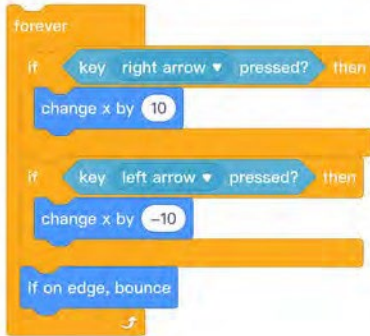 forever
if key right arrow ▼ pressed? then
change x by 10
if key left arrow ▼ pressed? then
change x by -10
If on edge, bounce